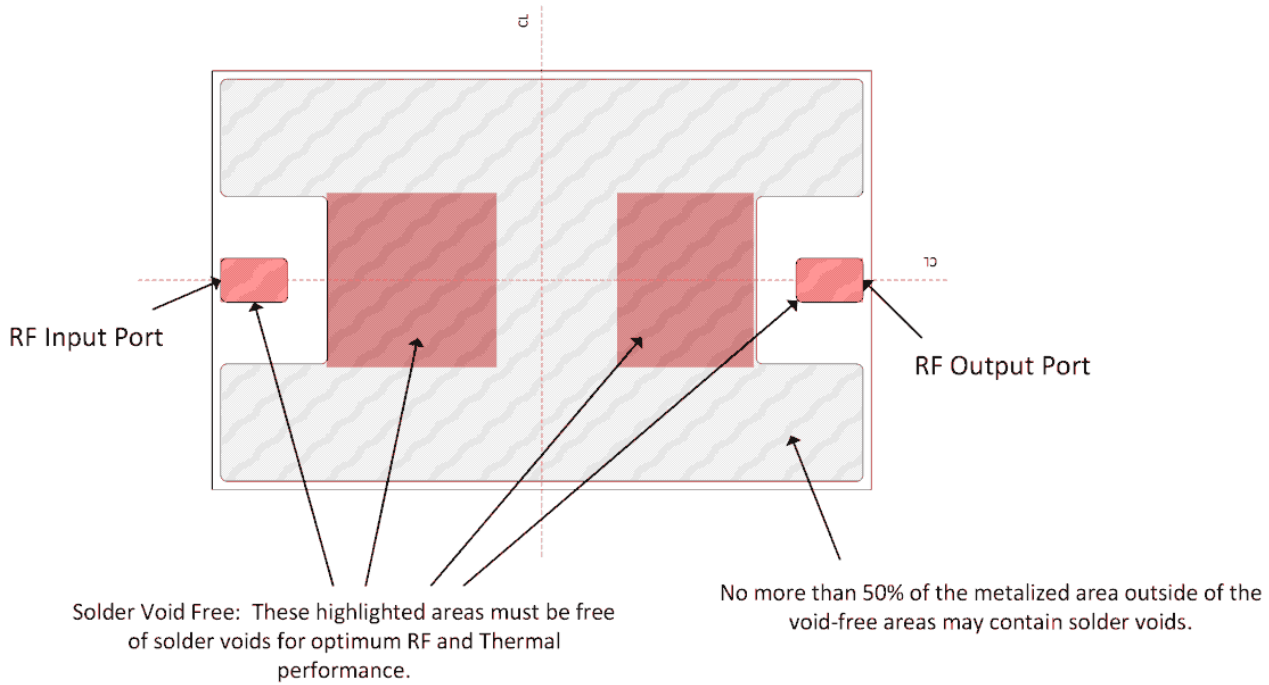 CL
CL
RF Input Port
RF Output Port
Solder Void Free:  These highlighted areas must be free
of solder voids for optimum RF and Thermal
performance.
No more than 50% of the metalized area outside of the
void-free areas may contain solder voids.